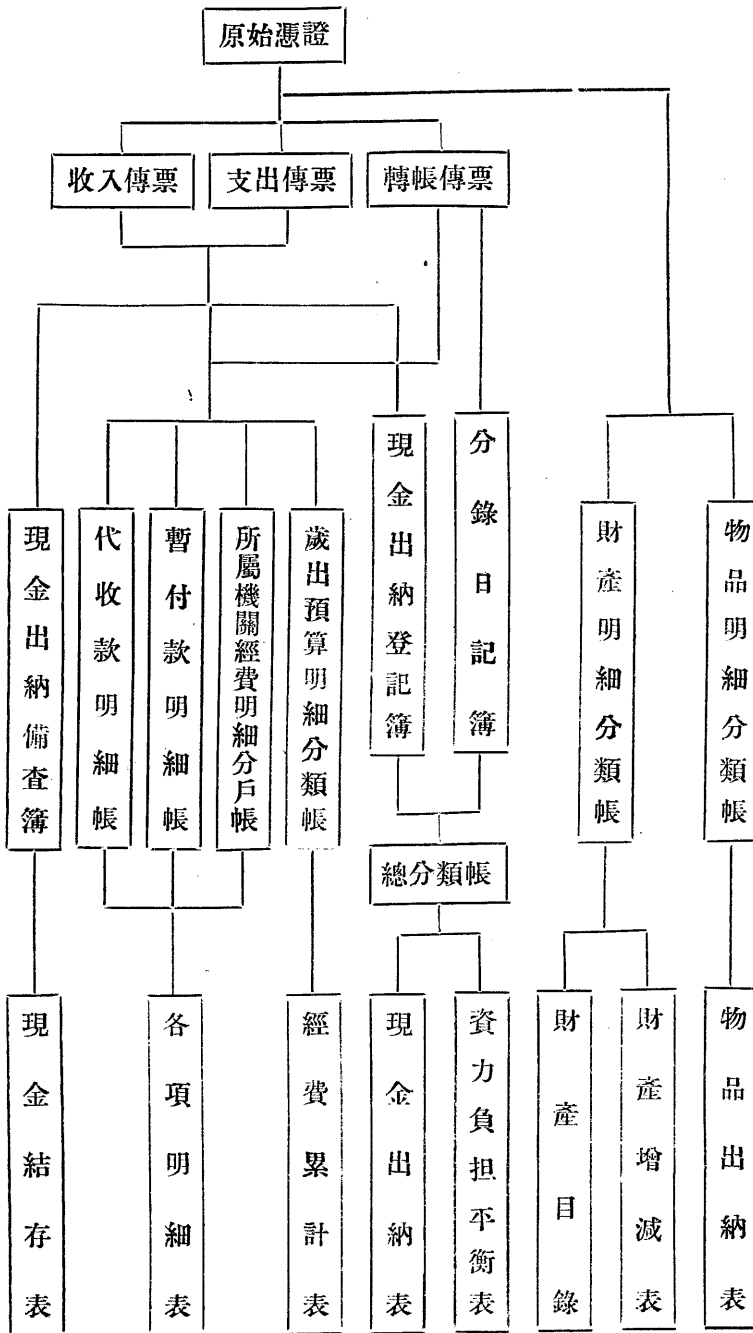 原始憑證
收入傳票
支出傳票
轉帳傳票
現金出納登記簿
分錄日記簿
現金出納備查簿
代收款明細帳
暫付款明細帳
所屬機關經費明細分戶帳
歲出預算明細分類帳
財產明細分類帳
物品明細分類帳
總分類帳
現金結存表
各項明細表
經費累計表
現金出納表
資力負担平衡表
財產目錄
財產增減表
物品出納表